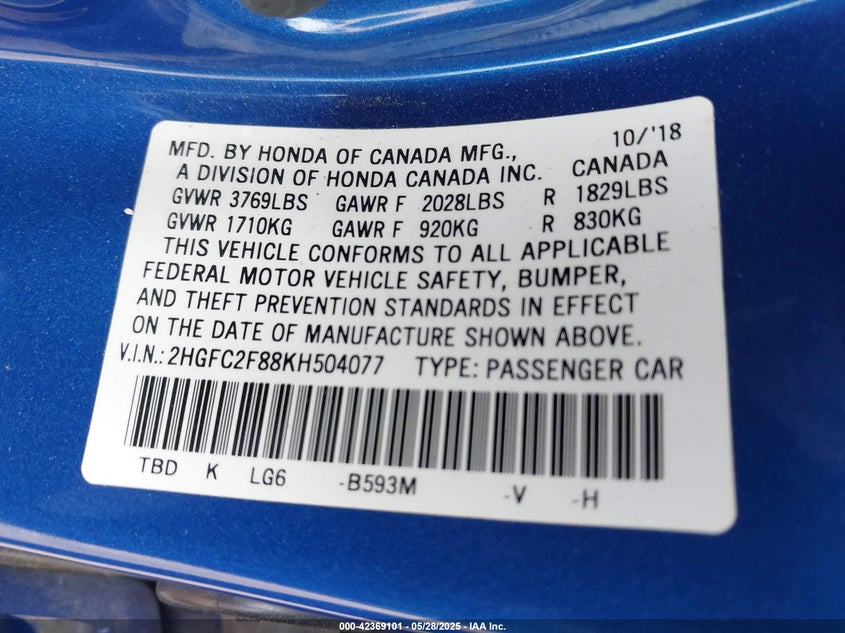 10/'18
MFD. BY HONDA OF CANADA MFG.,
A DIVISION OF HONDA CANADA INC. CANADA
GVWR 3769LBS GAWR F 2028LBS R 1829LBS
GVWR 1710KG GAWR F 920KG R 830KG
THIS VEHICLE CONFORMS TO ALL APPLICABLE
FEDERAL MOTOR VEHICLE SAFETY, BUMPER,
AND THEFT PREVENTION STANDARDS IN EFFECT
ON THE DATE OF MANUFACTURE SHOWN ABOVE.
V.I.N.: 2HGFC2F88KH504077 TYPE: PASSENGER CAR
TBD K LG6 -B593M -V -H
000-42369101 — 05/28/2025 — IAA Inc.